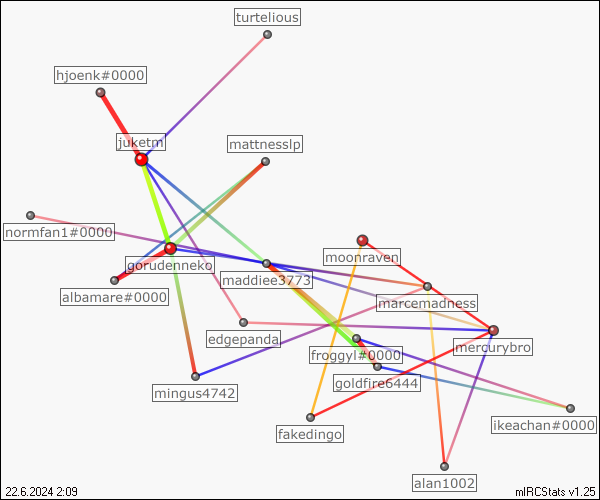 turtelious
hjoenk#0000
juketm
mattnesslp
normfan1#0000
moonraven
gorudenneko
maddiee3773
albamare#0000
marcemadness
edgepanda
mercurybro
froggyl#0000
goldfire6444
mingus4742
ikeachan#0000
fakedingo
alan1002
22.6.2024 2:09
mIRCStats v1.25